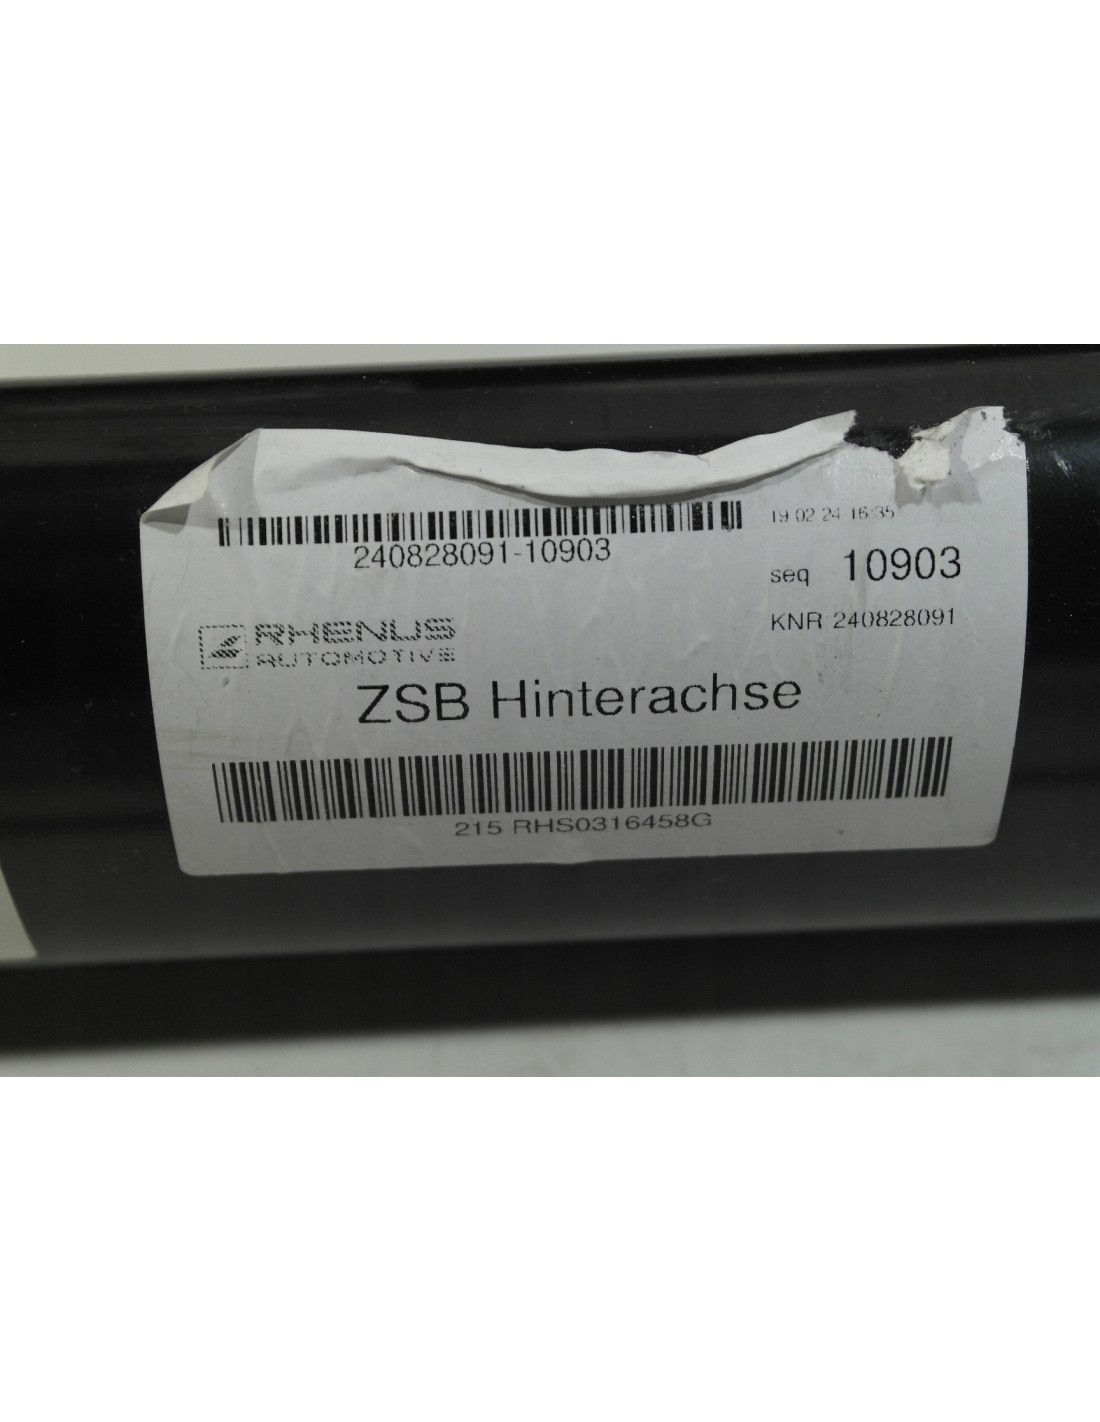 240828091-10903
19 02 24 16:35
seq 10903
KNR 240828091
RHENUS
AUTOMOTIVE
ZSB Hinterachse
215 RHS0316458G